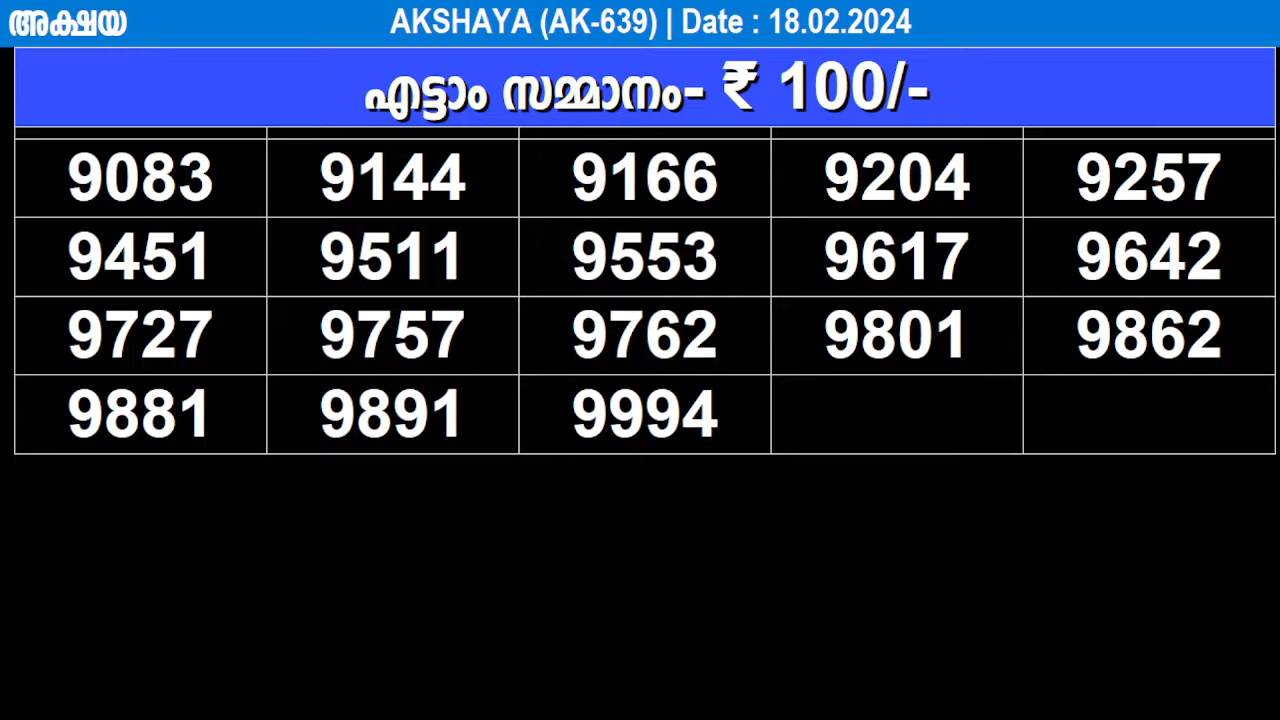 അക്ഷയ AKSHAYA (AK-639) | Date : 18.02.2024
എട്ടാം സമ്മാനം- ₹ 100/-
9083 9144 9166 9204 9257
9451 9511 9553 9617 9642
9727 9757 9762 9801 9862
9881 9891 9994